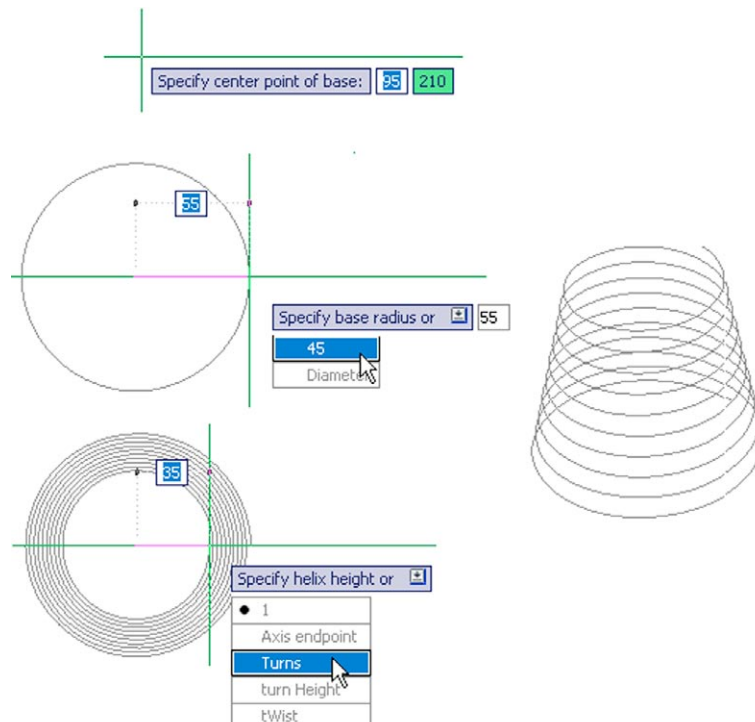 Specify center point of base: 95 210
55
Specify base radius or 55
45
Diameter
35
Specify helix height or
1
Axis endpoint
Turns
turn Height
tWist